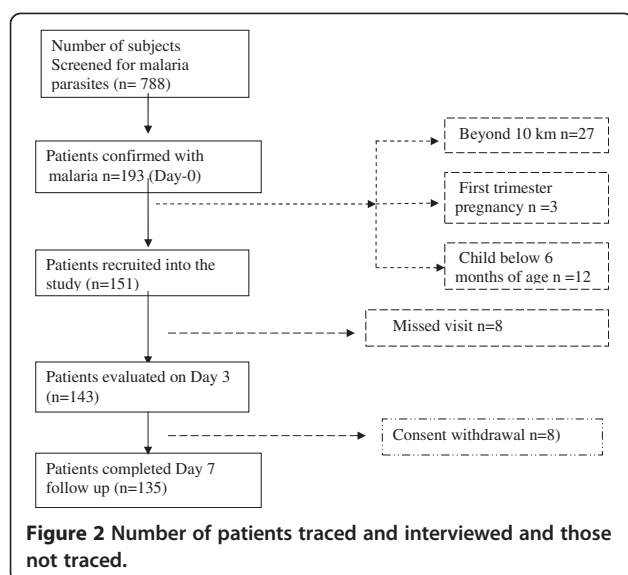 Number of subjects
Screened for malaria
parasites (n= 788)
Beyond 10 km n=27
Patients confirmed with
malaria n=193 (Day-0)
First trimester
pregnancy n =3
Child below 6
months of age n =12
Patients recruited into the
study (n=151)
Missed visit n=8
Patients evaluated on Day 3
(n=143)
Consent withdrawal n=8)
Patients completed Day 7
follow up (n=135)
Figure 2 Number of patients traced and interviewed and those
not traced.